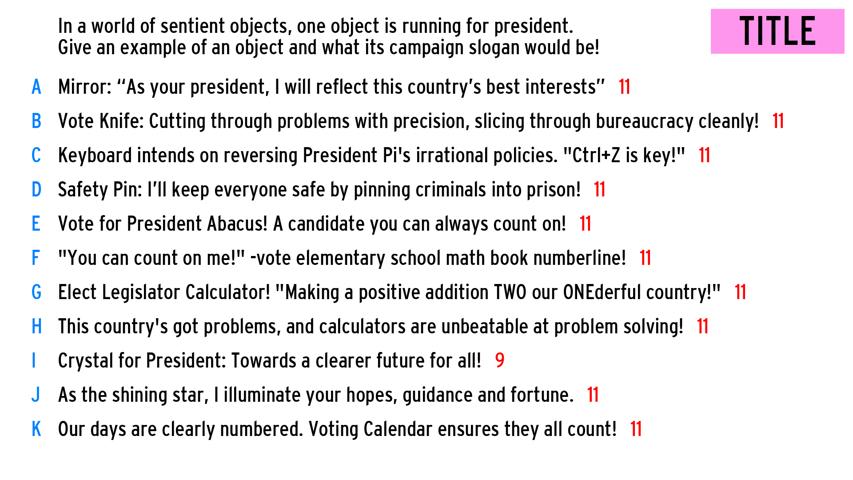 In a world of sentient objects, one object is running for president.
Give an example of an object and what its campaign slogan would be!
TITLE
A Mirror: “As your president, I will reflect this country’s best interests” 11
B Vote Knife: Cutting through problems with precision, slicing through bureaucracy cleanly! 11
C Keyboard intends on reversing President Pi's irrational policies. "Ctrl+Z is key!" 11
D Safety Pin: I’ll keep everyone safe by pinning criminals into prison! 11
E Vote for President Abacus! A candidate you can always count on! 11
F "You can count on me!" -vote elementary school math book numberline! 11
G Elect Legislator Calculator! "Making a positive addition TWO our ONEderful country!" 11
H This country's got problems, and calculators are unbeatable at problem solving! 11
I Crystal for President: Towards a clearer future for all! 9
J As the shining star, I illuminate your hopes, guidance and fortune. 11
K Our days are clearly numbered. Voting Calendar ensures they all count! 11